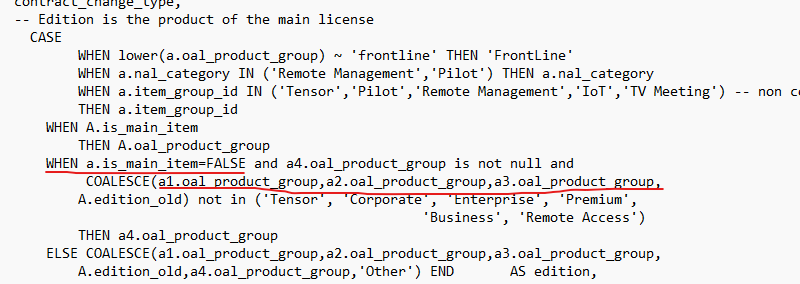 contract_change_type,
-- Edition is the product of the main license
CASE
WHEN lower(a.oal_product_group) ~ 'frontline' THEN 'FrontLine'
WHEN a.nal_category IN ('Remote Management','Pilot') THEN a.nal_category
WHEN a.item_group_id IN ('Tensor','Pilot','Remote Management','IoT','TV Meeting') -- non
THEN a.item_group_id
WHEN A.is_main_item
THEN A.oal_product_group
WHEN a.is_main_item=FALSE and a4.oal_product_group is not null and
COALESCE(a1.oal_product_group,a2.oal_product_group,a3.oal_product_group,
A.edition_old) not in ('Tensor', 'Corporate', 'Enterprise', 'Premium',
'Business', 'Remote Access')
THEN a4.oal_product_group
ELSE COALESCE(a1.oal_product_group,a2.oal_product_group,a3.oal_product_group,
A.edition_old,a4.oal_product_group,'Other') END AS edition,